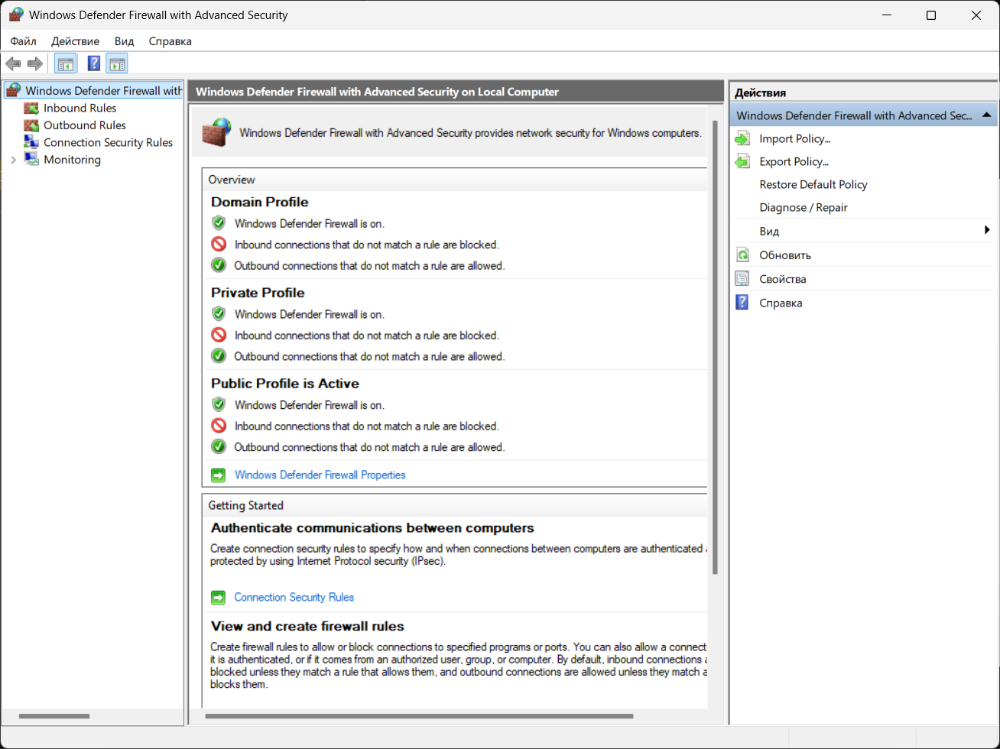 Windows Defender Firewall with Advanced Security
Файл Действие Вид Справка
Windows Defender Firewall with
Inbound Rules
Outbound Rules
Connection Security Rules
Monitoring
Windows Defender Firewall with Advanced Security on Local Computer
Windows Defender Firewall with Advanced Security provides network security for Windows computers.
Overview
Domain Profile
Windows Defender Firewall is on.
Inbound connections that do not match a rule are blocked.
Outbound connections that do not match a rule are allowed.
Private Profile
Windows Defender Firewall is on.
Inbound connections that do not match a rule are blocked.
Outbound connections that do not match a rule are allowed.
Public Profile is Active
Windows Defender Firewall is on.
Inbound connections that do not match a rule are blocked.
Outbound connections that do not match a rule are allowed.
Windows Defender Firewall Properties
Getting Started
Authenticate communications between computers
Create connection security rules to specify how and when connections between computers are authenticated
protected by using Internet Protocol security (IPsec).
Connection Security Rules
View and create firewall rules
Create firewall rules to allow or block connections to specified programs or ports. You can also allow a connect
it is authenticated, or if it comes from an authorized user, group, or computer. By default, inbound connections
blocked unless they match a rule that allows them, and outbound connections are allowed unless they match a
blocks them.
Действия
Windows Defender Firewall with Advanced Sec...
Import Policy...
Export Policy...
Restore Default Policy
Diagnose / Repair
Вид
Обновить
Свойства
Справка